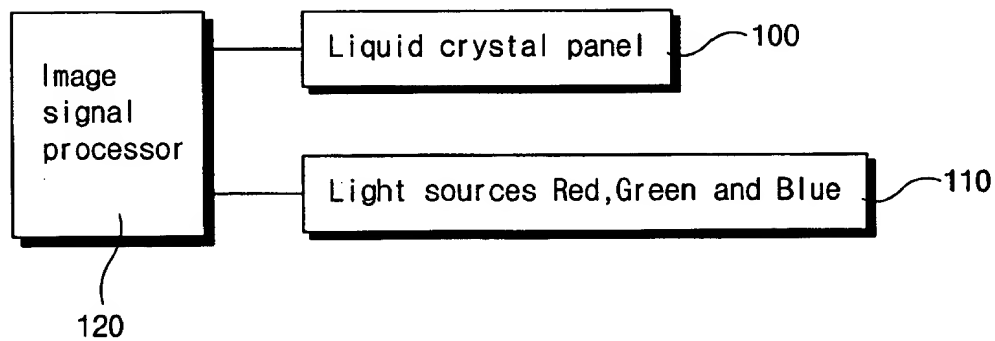 Liquid crystal panel
100
Image
signal
processor
Light sources Red,Green and Blue
110
120